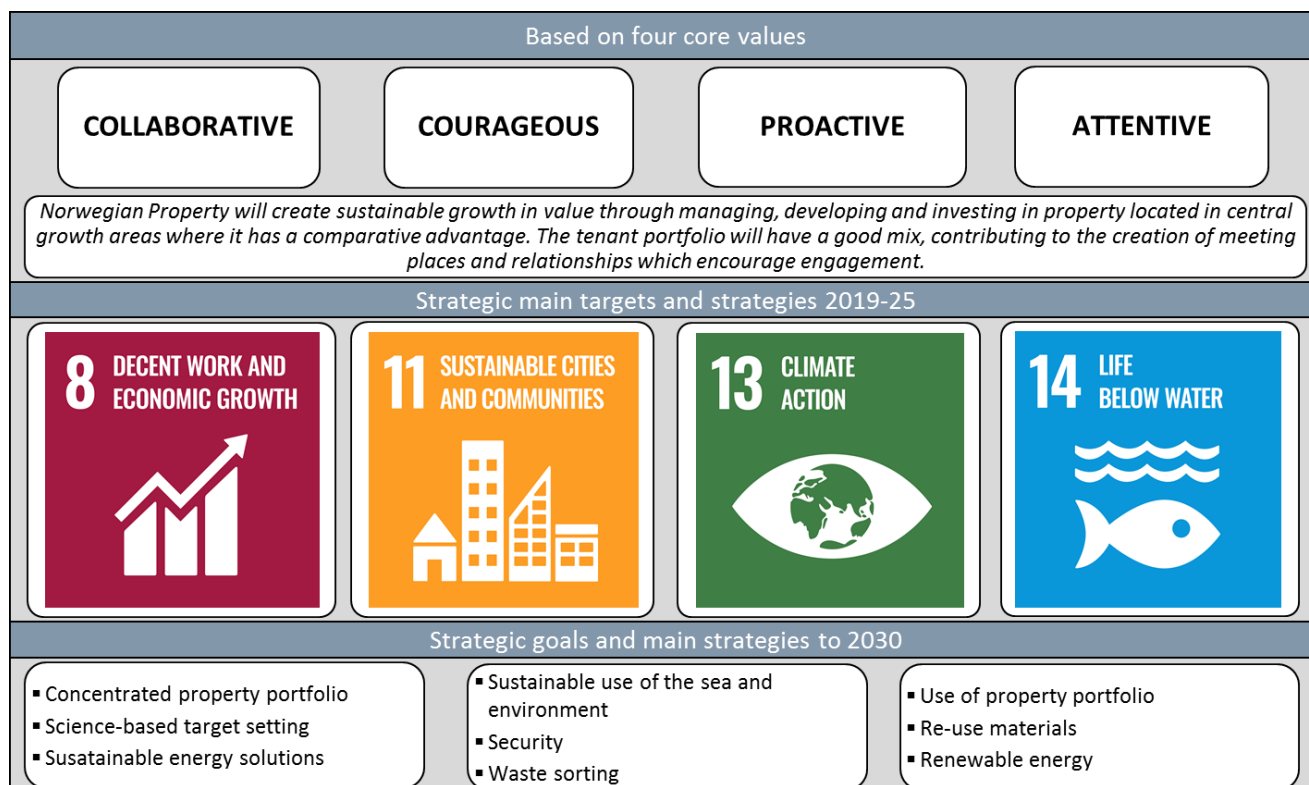 Based on four core values
COLLABORATIVE
COURAGEOUS
PROACTIVE
ATTENTIVE
Norwegian Property will create sustainable growth in value through managing, developing and investing in property located in central
growth areas where it has a comparative advantage. The tenant portfolio will have a good mix, contributing to the creation of meeting
places and relationships which encourage engagement.
Strategic main targets and strategies 2019-25
8 DECENT WORK AND
ECONOMIC GROWTH
11 SUSTAINABLE CITIES
AND COMMUNITIES
13 CLIMATE
ACTION
14 LIFE
BELOW WATER
Strategic goals and main strategies to 2030
▪ Concentrated property portfolio
▪ Science-based target setting
▪ Susatainable energy solutions
▪ Sustainable use of the sea and
environment
▪ Security
▪ Waste sorting
▪ Use of property portfolio
▪ Re-use materials
▪ Renewable energy